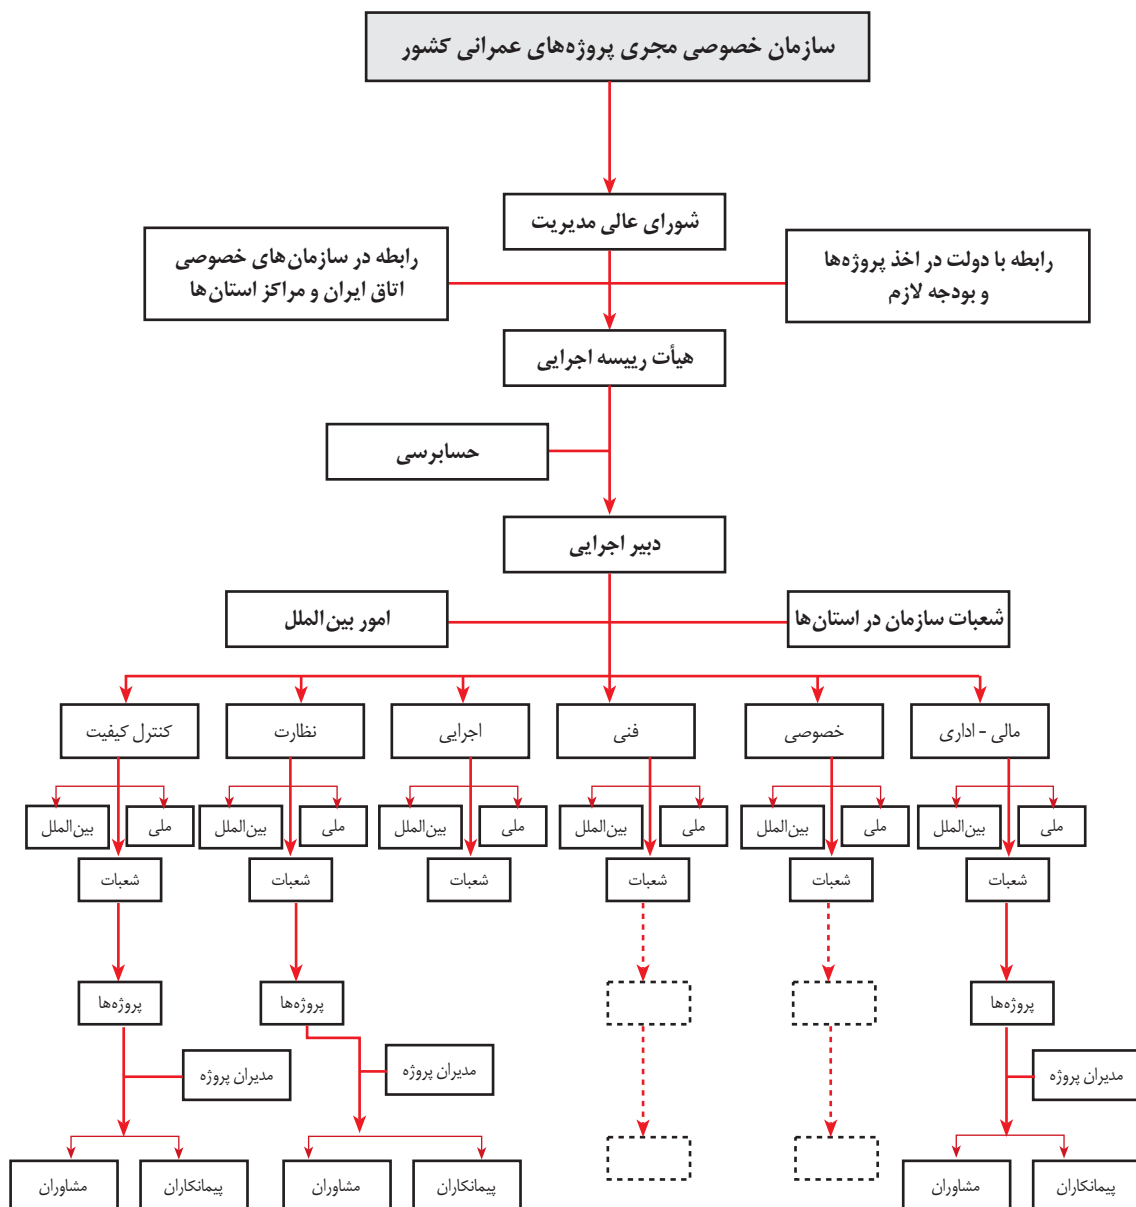 سازمان خصوصی مجری پروژه‌های عمرانی کشور
شورای عالی مدیریت
رابطه با دولت در اخذ پروژه‌ها
و بودجه لازم
رابطه در سازمان‌های خصوصی
اتاق ایران و مراکز استان‌ها
هیأت رییسه اجرایی
حسابرسی
دبیر اجرایی
شعبات سازمان در استان‌ها
امور بین‌الملل
مالی - اداری
خصوصی
فنی
اجرایی
نظارت
کنترل کیفیت
ملی
بین‌الملل
ملی
بین‌الملل
ملی
بین‌الملل
ملی
بین‌الملل
ملی
بین‌الملل
ملی
بین‌الملل
شعبات
شعبات
شعبات
شعبات
شعبات
شعبات
پروژه‌ها
پروژه‌ها
پروژه‌ها
مدیران پروژه
مدیران پروژه
مدیران پروژه
پیمانکاران
مشاوران
پیمانکاران
مشاوران
پیمانکاران
مشاوران